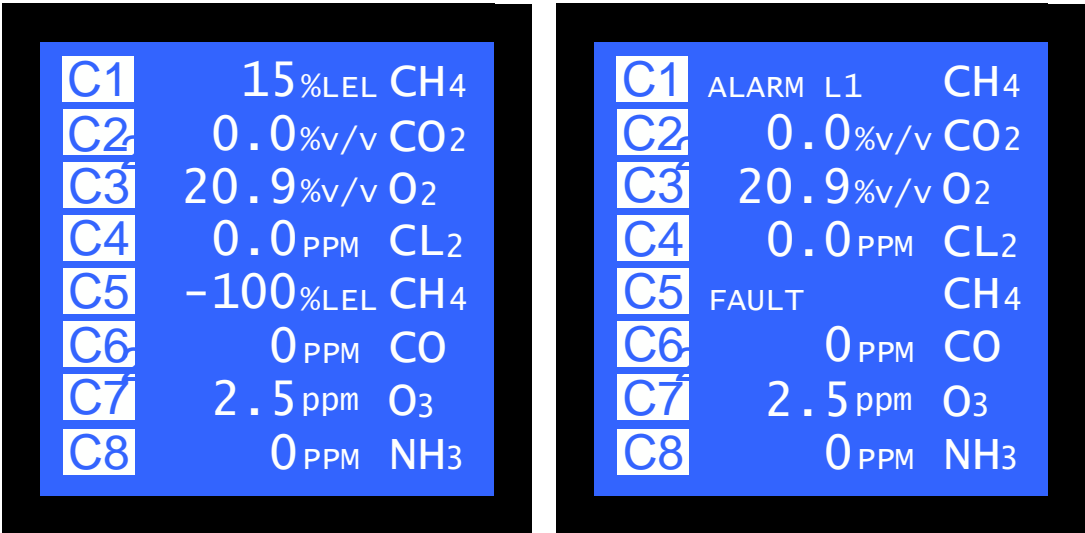 C1 15%LEL CH4
C2 0.0%v/v CO2
C3 20.9%v/v O2
C4 0.0PPM CL2
C5 -100%LEL CH4
C6 0PPM CO
C7 2.5ppm O3
C8 0PPM NH3
C1 ALARM L1 CH4
C2 0.0%v/v CO2
C3 20.9%v/v O2
C4 0.0PPM CL2
C5 FAULT CH4
C6 0PPM CO
C7 2.5ppm O3
C8 0PPM NH3